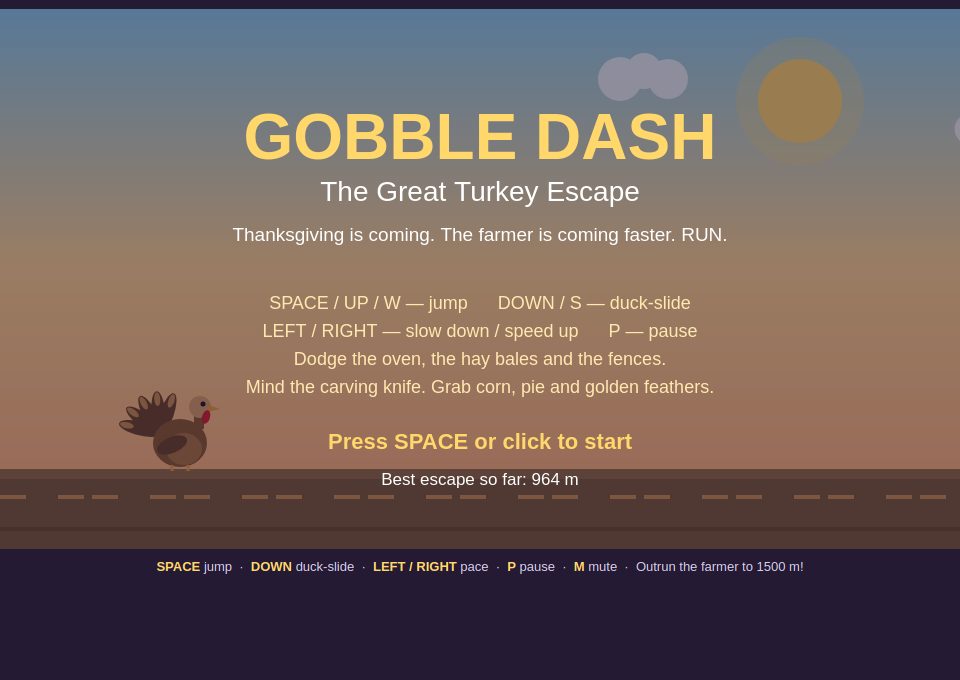 GOBBLE DASH
The Great Turkey Escape
Thanksgiving is coming. The farmer is coming faster. RUN.
SPACE / UP / W — jump DOWN / S — duck-slide
LEFT / RIGHT — slow down / speed up P — pause
Dodge the oven, the hay bales and the fences.
Mind the carving knife. Grab corn, pie and golden feathers.
Press SPACE or click to start
Best escape so far: 964 m
SPACE jump · DOWN duck-slide · LEFT / RIGHT pace · P pause · M mute · Outrun the farmer to 1500 m!